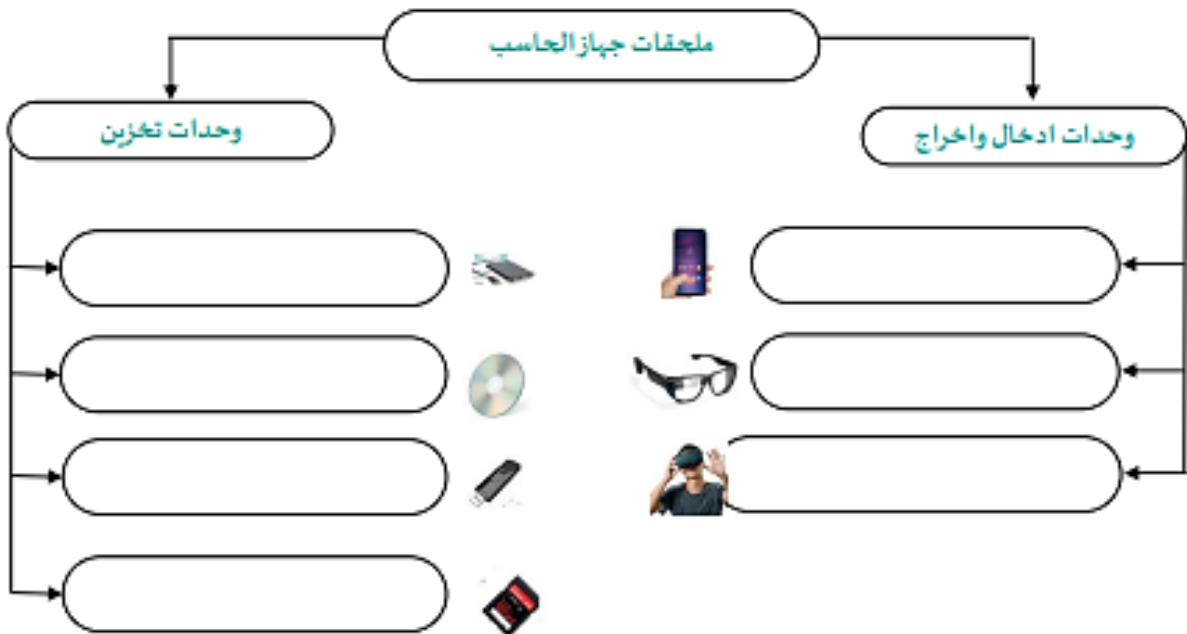 ملحقات جهاز الحاسب
وحدات ادخال واخراج
وحدات تخزين